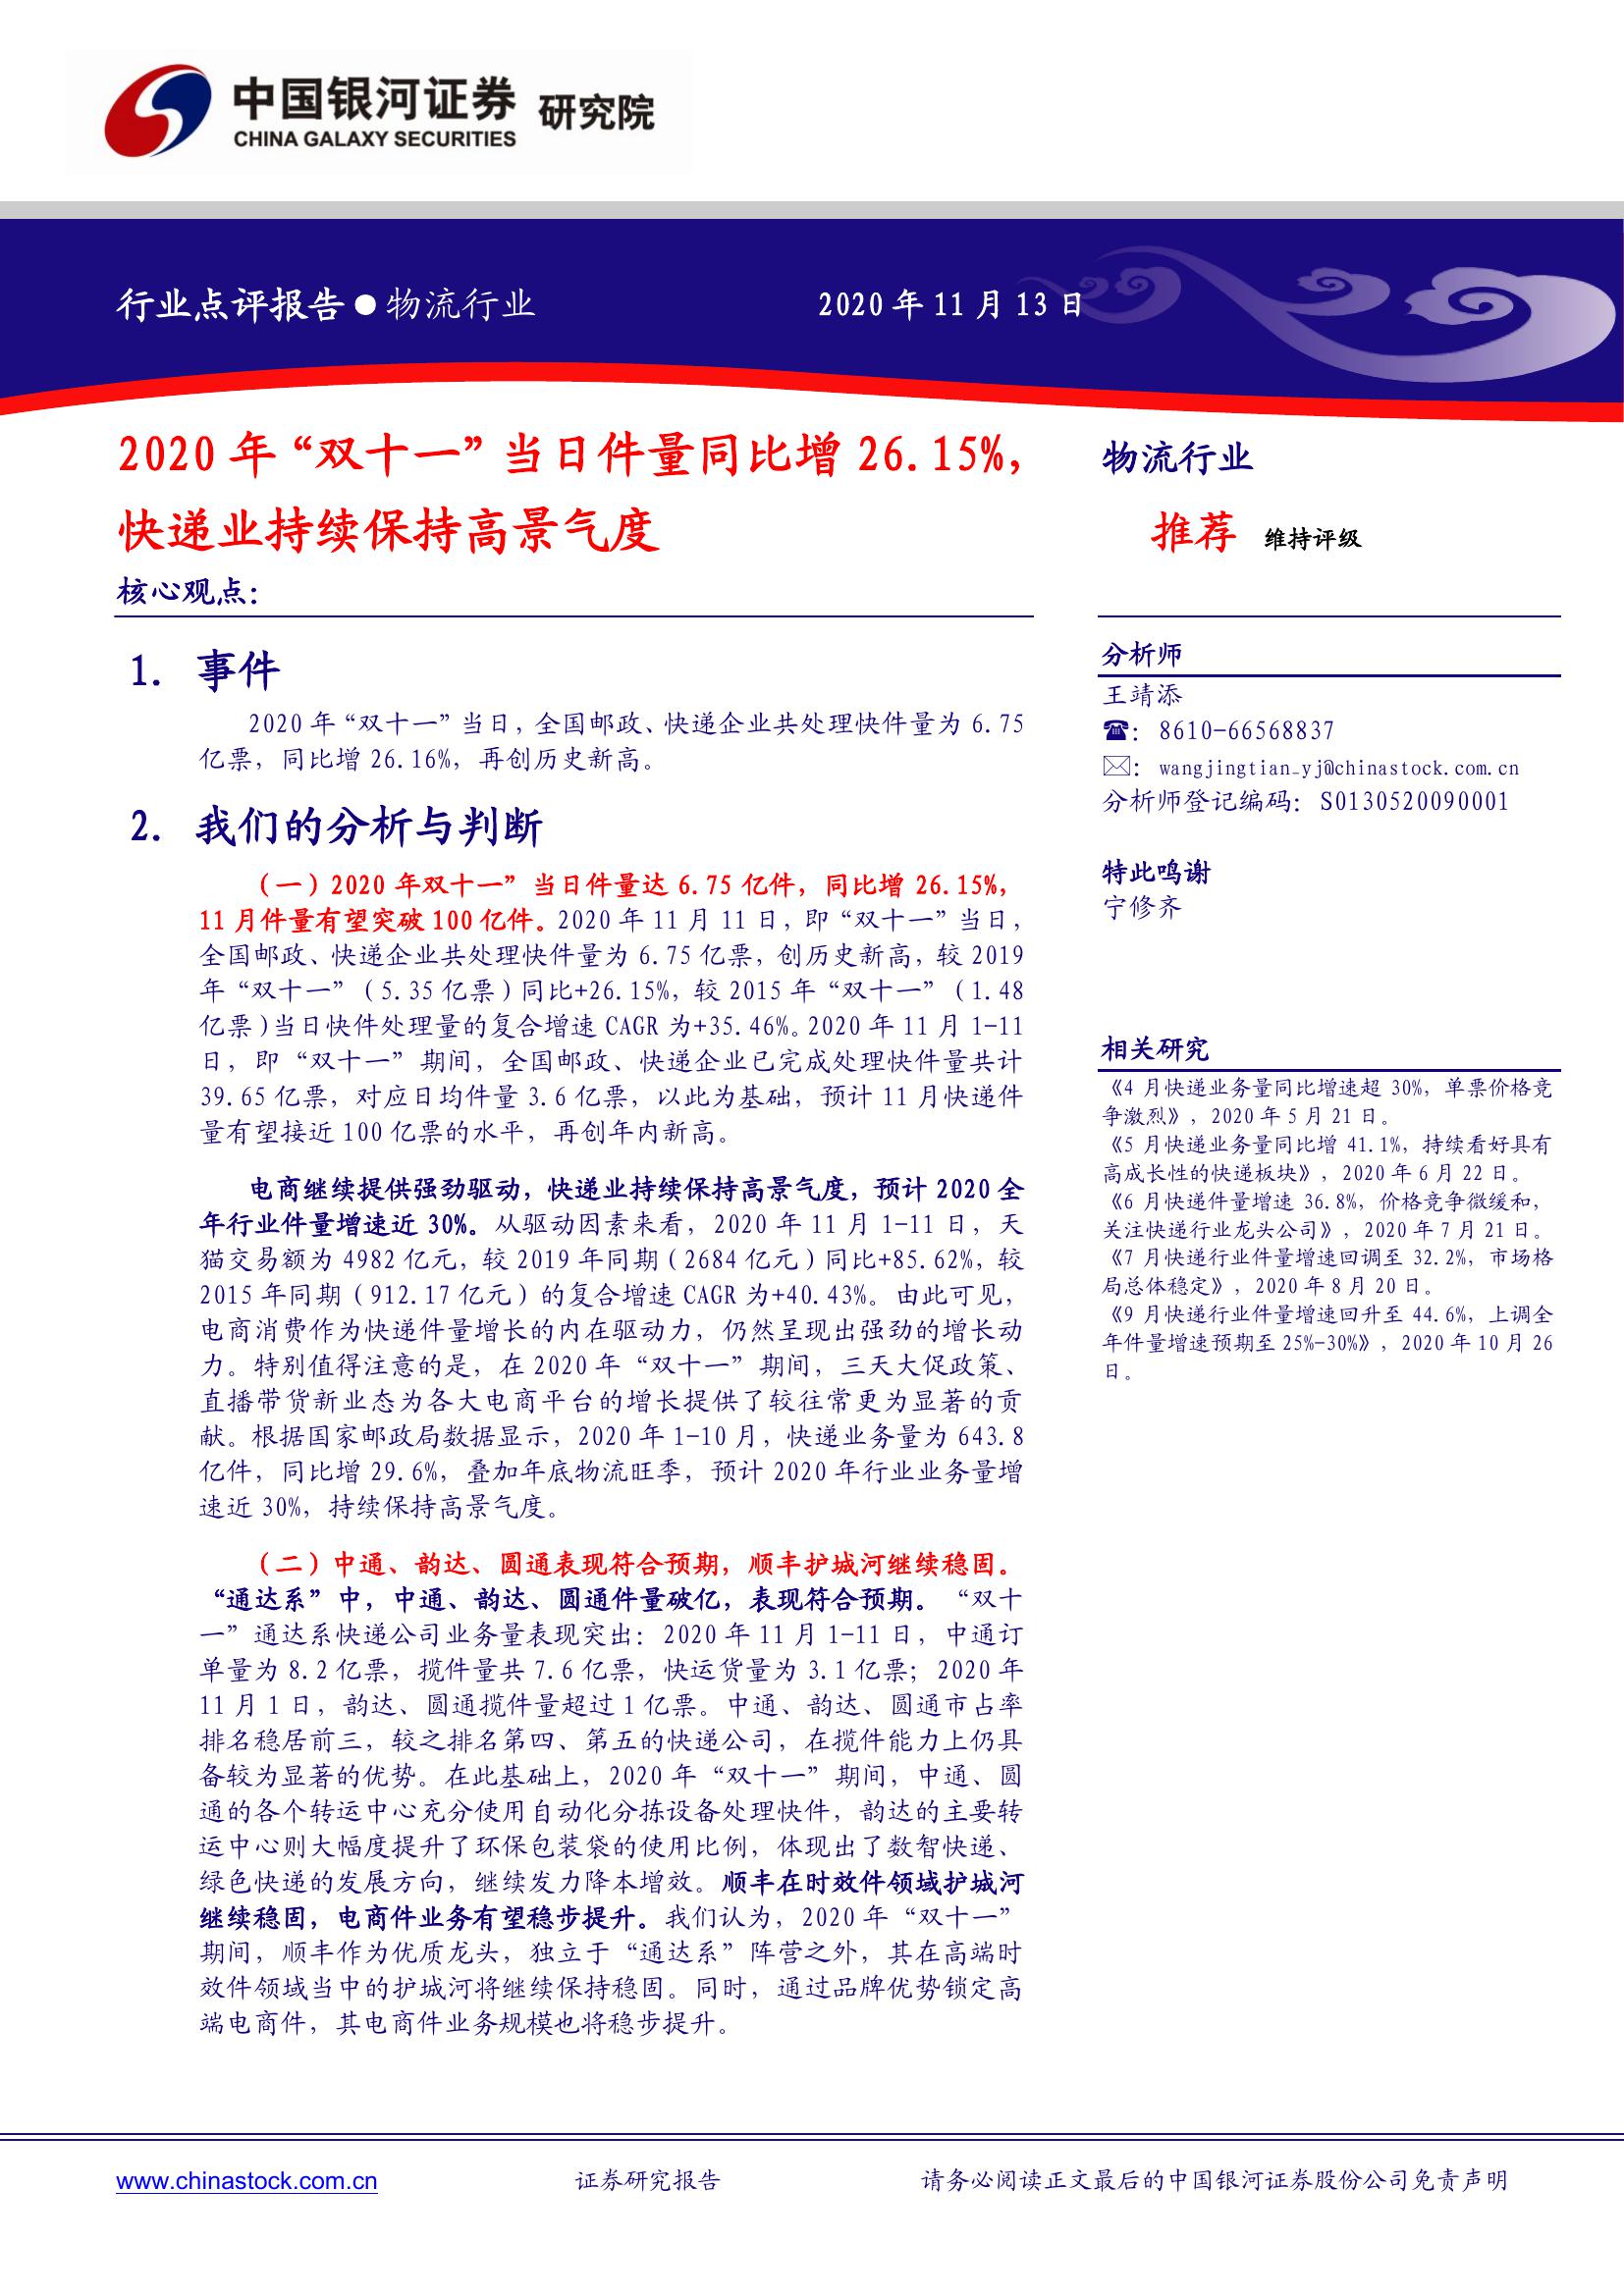 中国银河证券 研究院
CHINA GALAXY SECURITIES
行业点评报告●物流行业
2020 年 11 月 13 日
2020 年“双十一”当日件量同比增 26.15%,
快递业持续保持高景气度
核心观点:
1. 事件
2020 年“双十一”当日,全国邮政、快递企业共处理快件量为 6.75
亿票,同比增 26.16%,再创历史新高。
2. 我们的分析与判断
(一)2020 年双十一”当日件量达 6.75 亿件,同比增 26.15%,
11 月件量有望突破 100 亿件。2020 年 11 月 11 日,即“双十一”当日,
全国邮政、快递企业共处理快件量为 6.75 亿票,创历史新高,较 2019
年“双十一”(5.35 亿票)同比+26.15%,较 2015 年“双十一”(1.48
亿票)当日快件处理量的复合增速 CAGR 为+35.46%。2020 年 11 月 1-11
日,即“双十一”期间,全国邮政、快递企业已完成处理快件量共计
39.65 亿票,对应日均件量 3.6 亿票,以此为基础,预计 11 月快递件
量有望接近 100 亿票的水平,再创年内新高。
电商继续提供强劲驱动,快递业持续保持高景气度,预计 2020 全
年行业件量增速近 30%。从驱动因素来看,2020 年 11 月 1-11 日,天
猫交易额为 4982 亿元,较 2019 年同期(2684 亿元)同比+85.62%,较
2015 年同期(912.17 亿元)的复合增速 CAGR 为+40.43%。由此可见,
电商消费作为快递件量增长的内在驱动力,仍然呈现出强劲的增长动
力。特别值得注意的是,在 2020 年“双十一”期间,三天大促政策、
直播带货新业态为各大电商平台的增长提供了较往常更为显著的贡
献。根据国家邮政局数据显示,2020 年 1-10 月,快递业务量为 643.8
亿件,同比增 29.6%,叠加年底物流旺季,预计 2020 年行业业务量增
速近 30%,持续保持高景气度。
(二)中通、韵达、圆通表现符合预期,顺丰护城河继续稳固。
“通达系”中,中通、韵达、圆通件量破亿,表现符合预期。“双十
一”通达系快递公司业务量表现突出:2020 年 11 月 1-11 日,中通订
单量为 8.2 亿票,揽件量共 7.6 亿票,快运货量为 3.1 亿票;2020 年
11 月 1 日,韵达、圆通揽件量超过 1 亿票。中通、韵达、圆通市占率
排名稳居前三,较之排名第四、第五的快递公司,在揽件能力上仍具
备较为显著的优势。在此基础上,2020 年“双十一”期间,中通、圆
通的各个转运中心充分使用自动化分拣设备处理快件,韵达的主要转
运中心则大幅度提升了环保包装袋的使用比例,体现出了数智快递、
绿色快递的发展方向,继续发力降本增效。顺丰在时效件领域护城河
继续稳固,电商件业务有望稳步提升。我们认为,2020 年“双十一”
期间,顺丰作为优质龙头,独立于“通达系”阵营之外,其在高端时
效件领域当中的护城河将继续保持稳固。同时,通过品牌优势锁定高
端电商件,其电商件业务规模也将稳步提升。
物流行业
推荐 维持评级
分析师
王靖添
☎:8610-66568837
✉:wangjingtian_yj@chinastock.com.cn
分析师登记编码:S0130520090001
特此鸣谢
宁修齐
相关研究
《4 月快递业务量同比增速超 30%,单票价格竞
争激烈》,2020 年 5 月 21 日。
《5 月快递业务量同比增 41.1%,持续看好具有
高成长性的快递板块》,2020 年 6 月 22 日。
《6 月快递件量增速 36.8%,价格竞争微缓和,
关注快递行业龙头公司》,2020 年 7 月 21 日。
《7 月快递行业件量增速回调至 32.2%,市场格
局总体稳定》,2020 年 8 月 20 日。
《9 月快递行业件量增速回升至 44.6%,上调全
年件量增速预期至 25%-30%》,2020 年 10 月 26
日。
www.chinastock.com.cn
证券研究报告
请务必阅读正文最后的中国银河证券股份公司免责声明